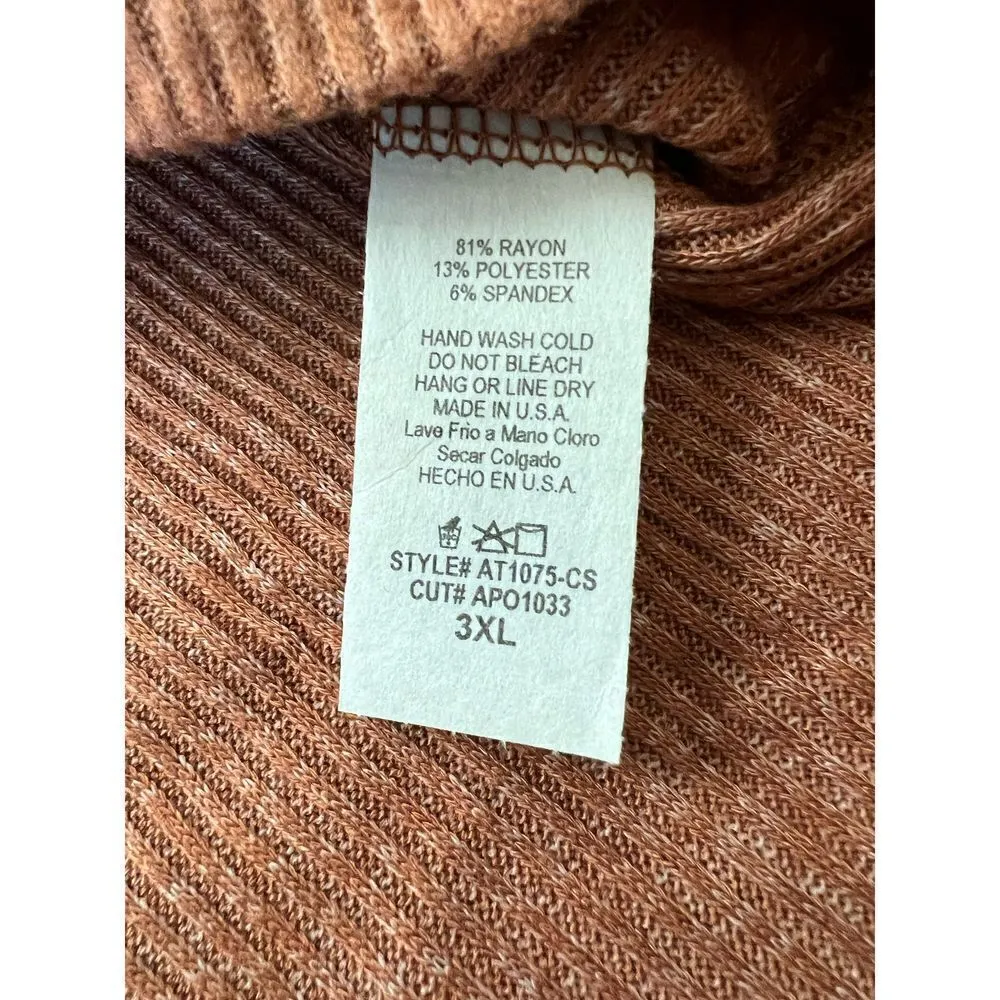 81% RAYON
13% POLYESTER
6% SPANDEX
HAND WASH COLD
DO NOT BLEACH
HANG OR LINE DRY
MADE IN U.S.A.
Lave Frio a Mano Cloro
Secar Colgado
HECHO EN U.S.A.
STYLE# AT1075-CS
CUT# APO1033
3XL